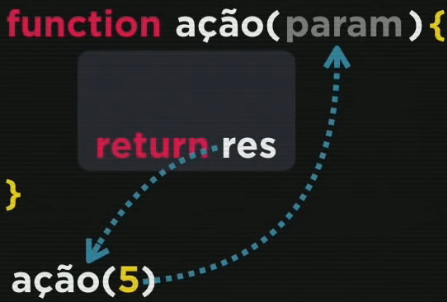 function ação(param){
return res
}
ação(5)